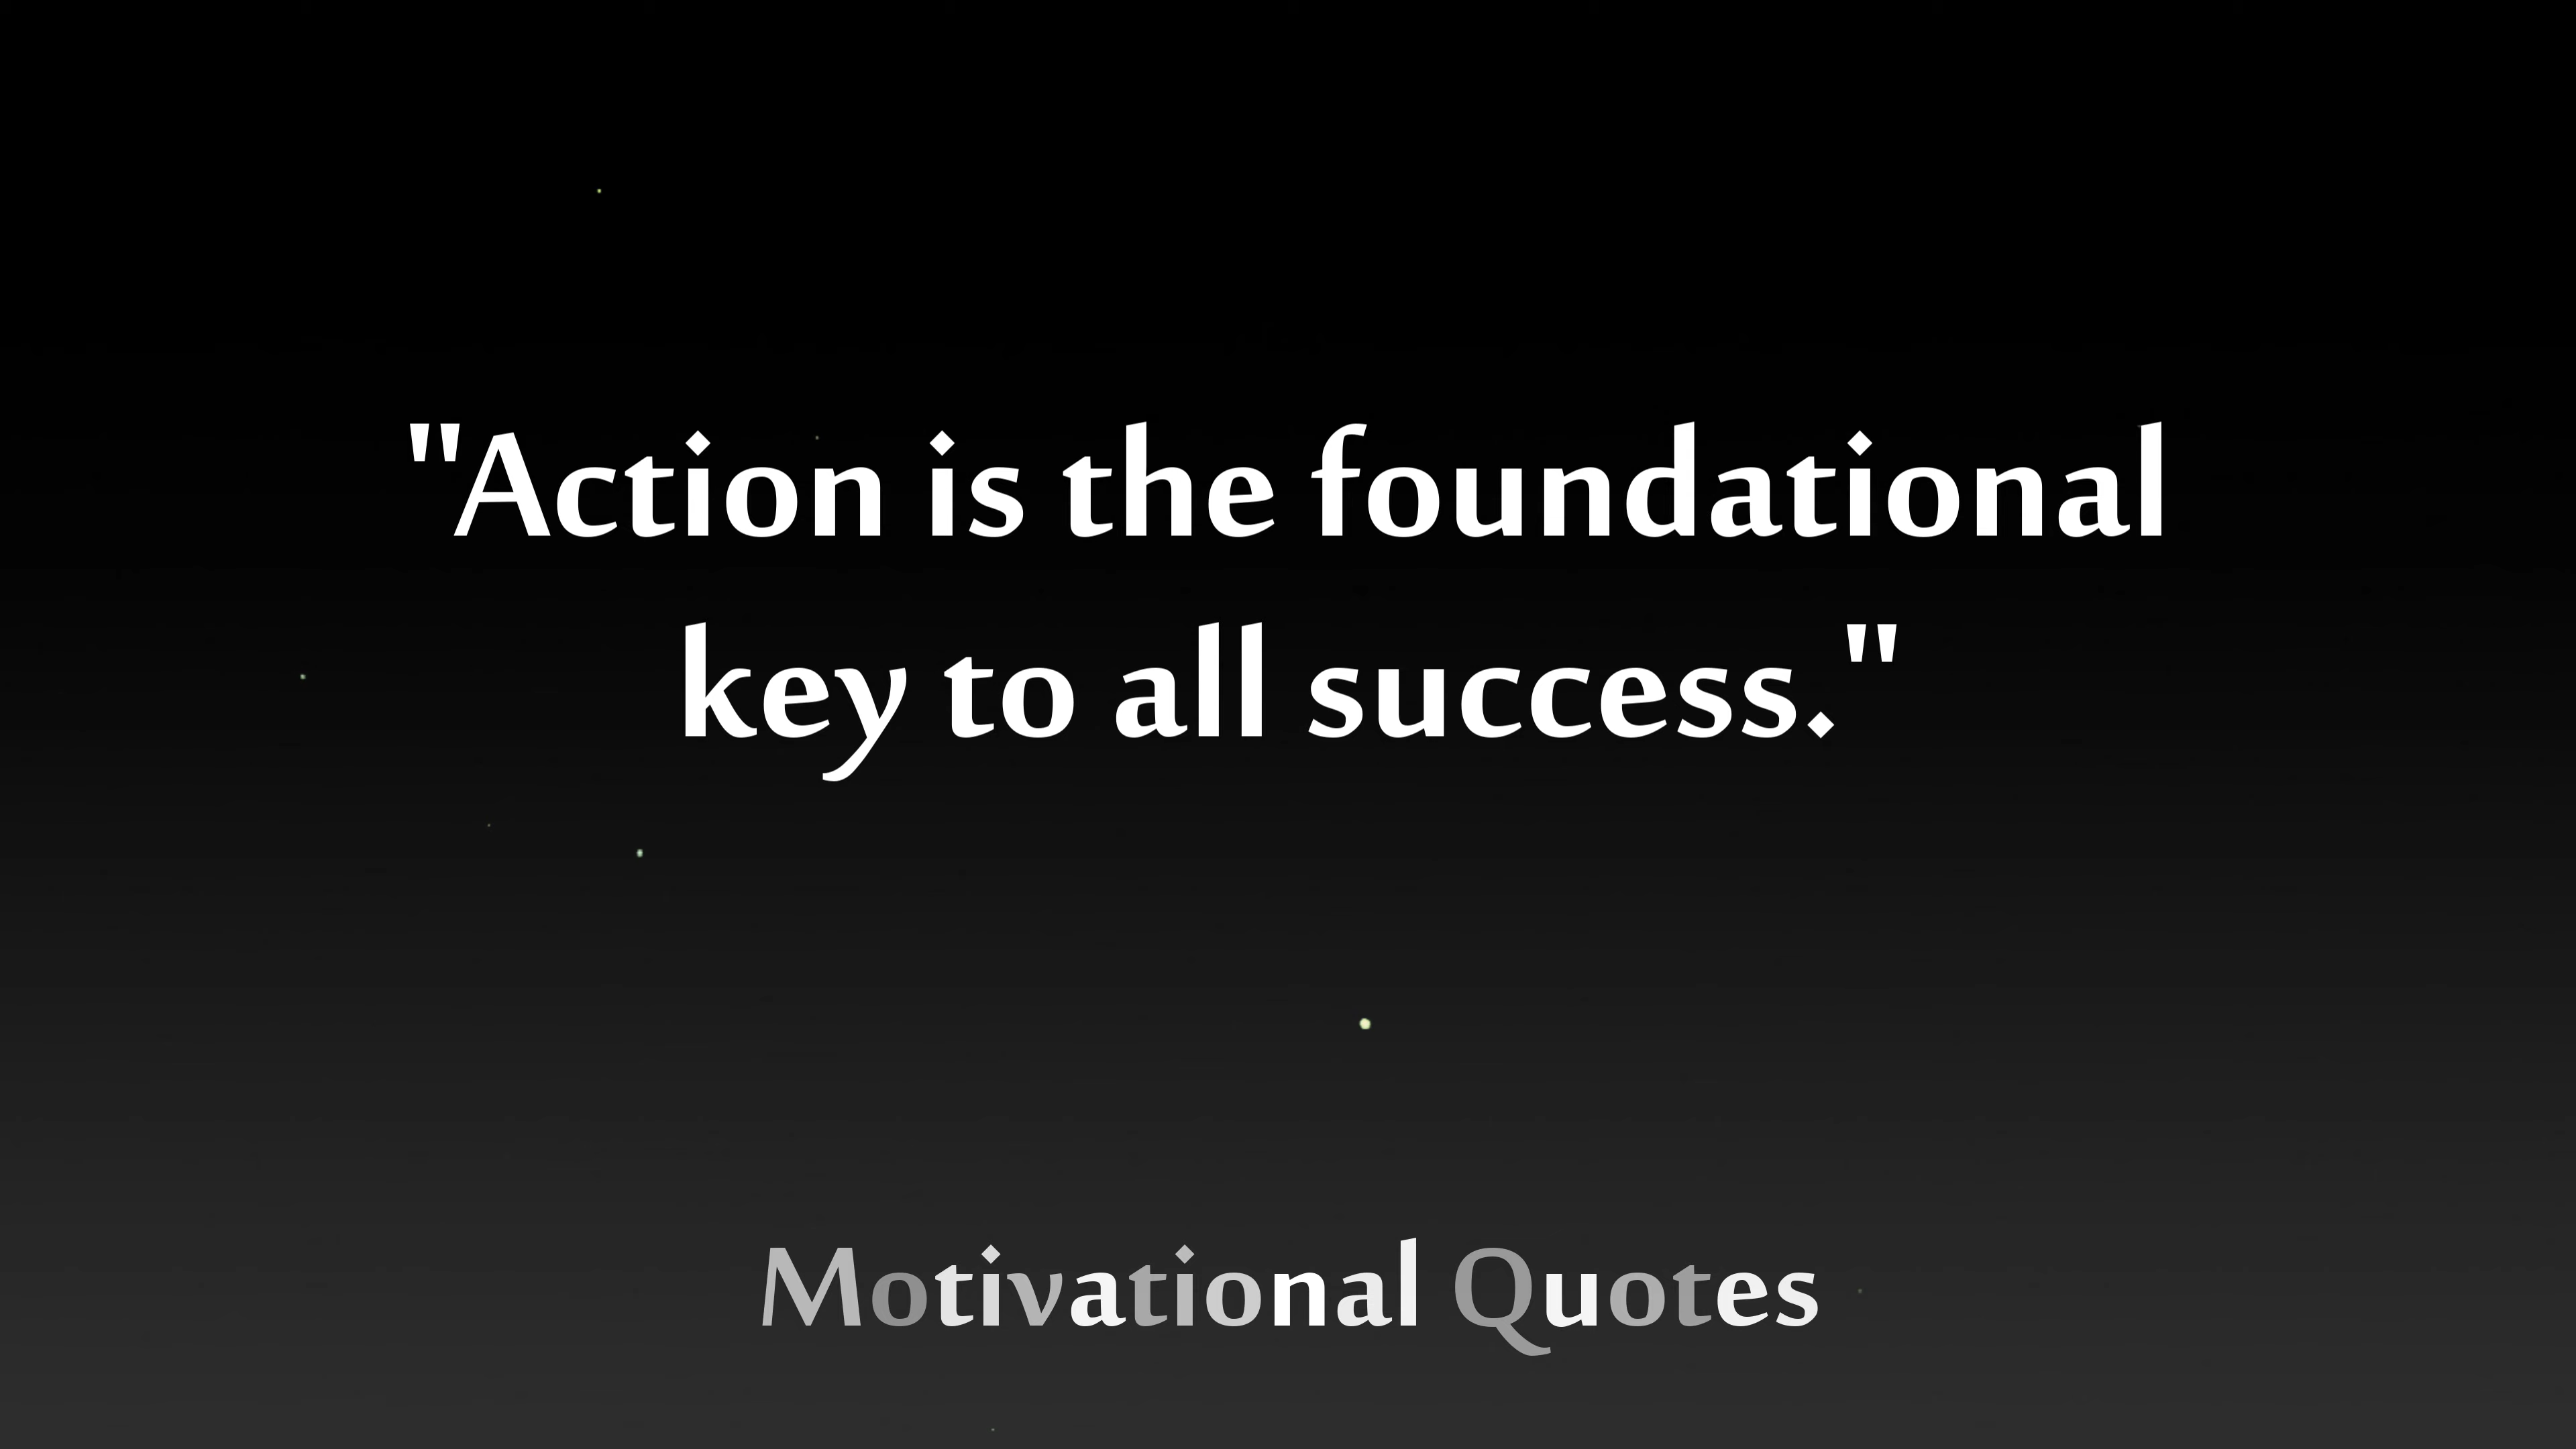 "Action is the foundational
key to all success."
Motivational Quotes